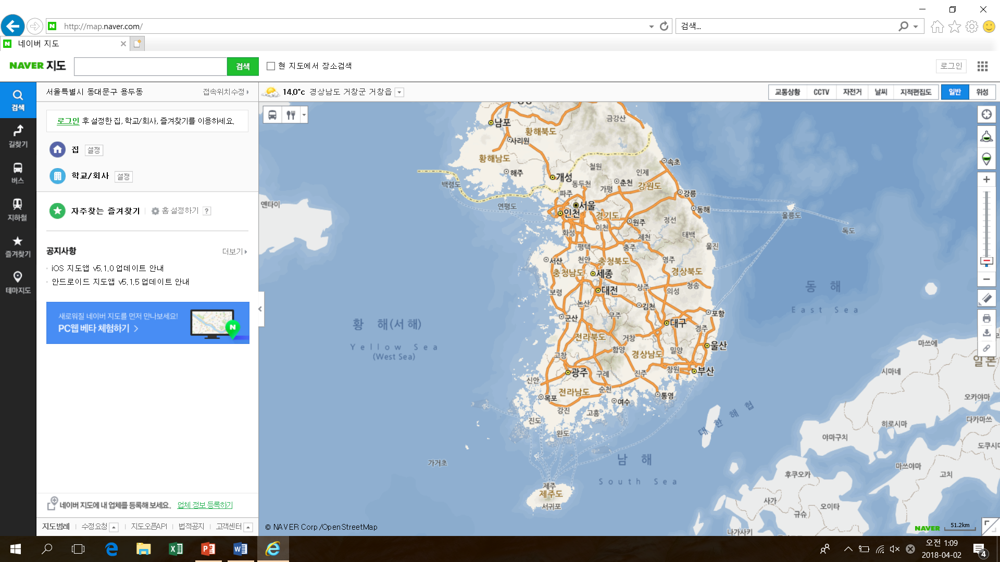 http://map.naver.com/
검색...
네이버 지도
NAVER 지도
검색
현 지도에서 장소검색
로그인
검색
길찾기
버스
지하철
즐겨찾기
테마지도
서울특별시 동대문구 용두동
접속위치수정
로그인 후 설정한 집, 학교/회사, 즐겨찾기를 이용하세요.
집 설정
학교/회사 설정
자주찾는 즐겨찾기
홈 설정하기 ?
공지사항
더보기
iOS 지도앱 v5.1.0 업데이트 안내
안드로이드 지도앱 v5.1.5 업데이트 안내
새로워질 네이버 지도를 먼저 만나보세요!
PC웹 베타 체험하기
네이버 지도에 내 업체를 등록해 보세요. 업체 정보 등록하기
지도범례 수정요청 지도오픈API 법적공지 고객센터
14.0°c 경상남도 거창군 거창읍
교통상황 CCTV 자전거 날씨 지적편집도 일반 위성
남포
금강산
황해북도
사리원
황해남도
해주
철원
속초
인제
개성
동두천
춘천
백령도
가평
강원도
파주
강릉
옌타이
연평도
서울
동해
인천
경기도
울릉도
원주
정선
독도
이천
화성
태백
제천
평택
충주
울진
서산
천안
충청북도
영주
충청남도
세종
경상북도
대전
상주
청송
동 해
보령
의성
논산
김천
East Sea
군산
무주
포항
황 해(서해)
대구
경주
전라북도
거창
Yellow Sea
(West Sea)
함양
밀양
울산
마쓰에
고창
경상남도
일본
광주
구례
진주
창원
부산
시마네
신안
전라남도
순천
목포
여수
통영
오카야마
강진
고흥
대한해협
진도
다카마쓰
히로시마
완도
야마구치
도쿠시
가거초
남 해
마쓰야마
후쿠오카
고치
South Sea
제주
제주도
사가
서귀포
오이타
규슈
나가사키
© NAVER Corp./OpenStreetMap
NAVER
51.2km
오전 1:09
2018-04-02
4